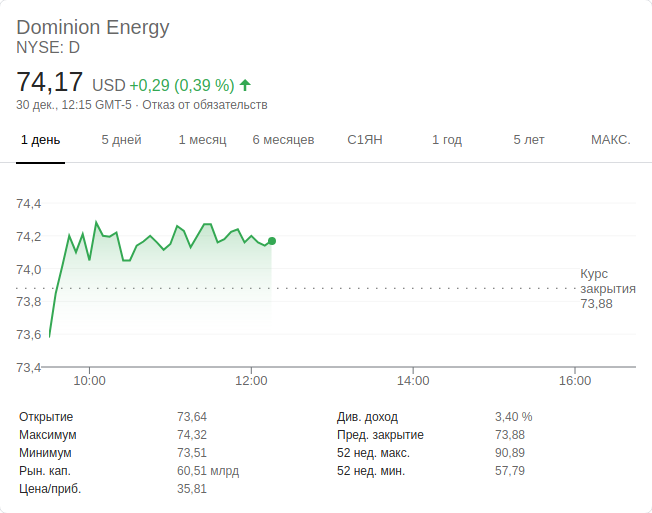 Dominion Energy
NYSE: D
74,17 USD +0,29 (0,39 %)
30 дек., 12:15 GMT-5 · Отказ от обязательств
1 день 5 дней 1 месяц 6 месяцев С1ЯН 1 год 5 лет МАКС.
74,4
74,2
74,0
73,8
73,6
73,4
Курс
закрытия
73,88
10:00 12:00 14:00 16:00
Открытие 73,64 Див. доход 3,40 %
Максимум 74,32 Пред. закрытие 73,88
Минимум 73,51 52 нед. макс. 90,89
Рын. кап. 60,51 млрд 52 нед. мин. 57,79
Цена/приб. 35,81